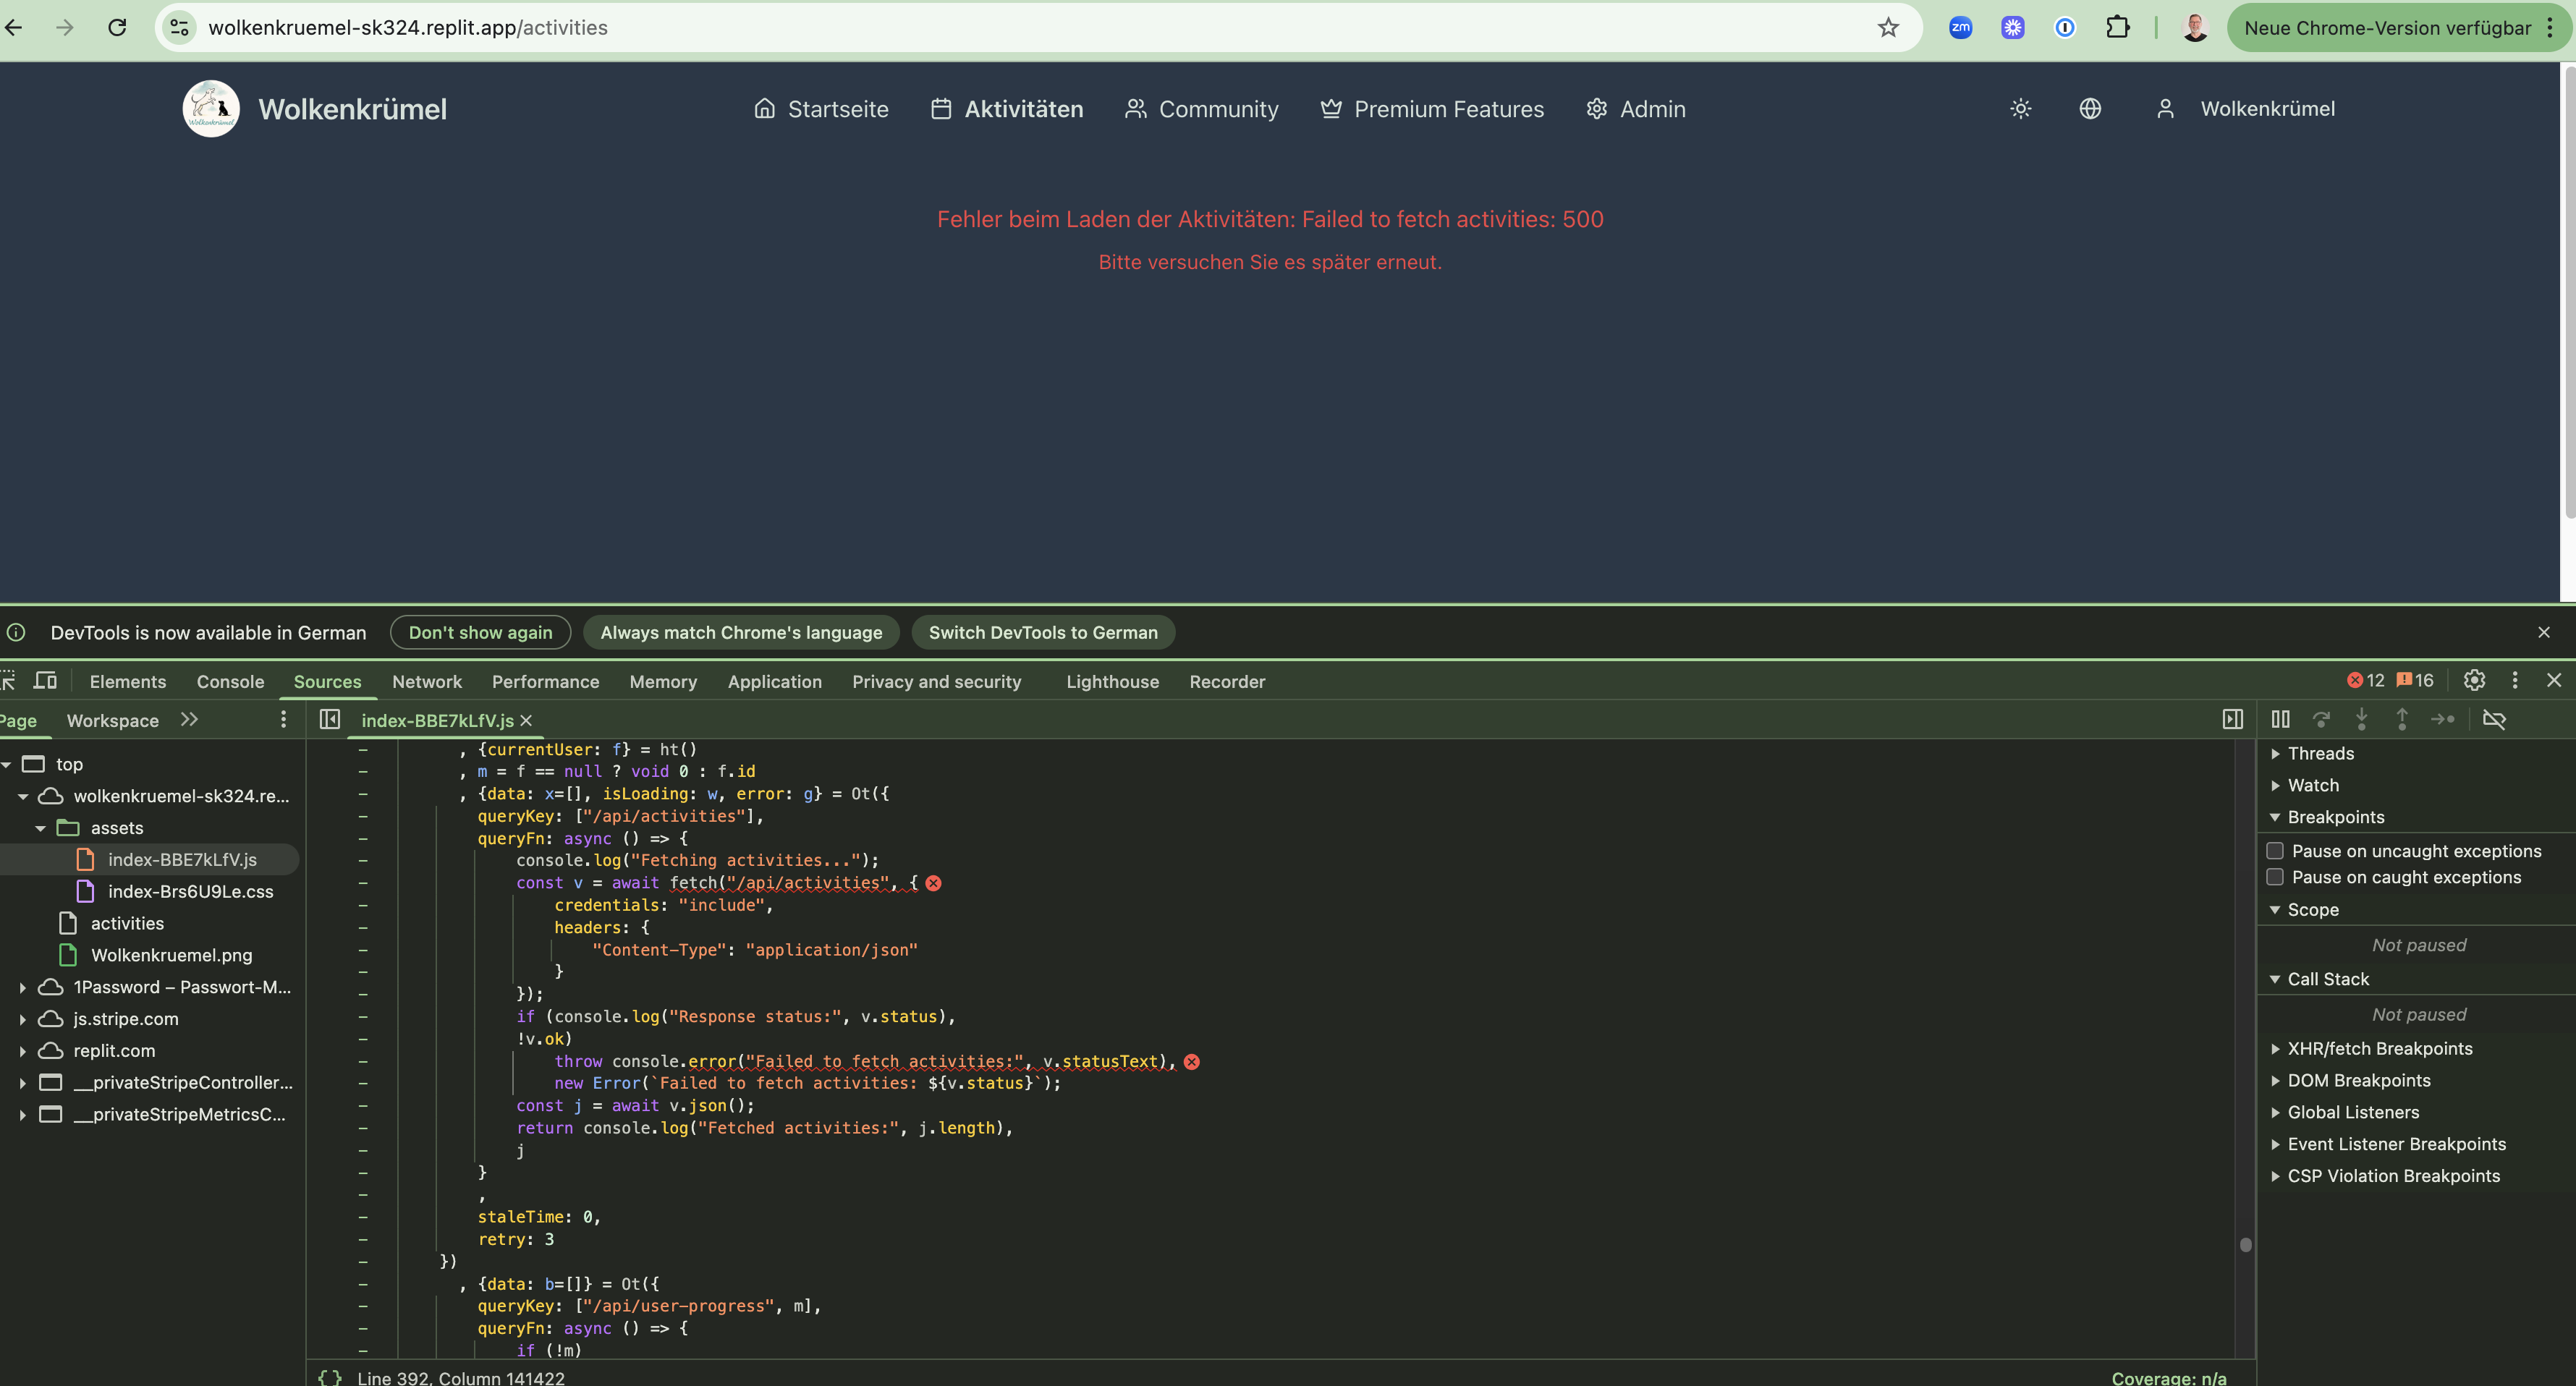 wolkenkruemel-sk324.replit.app/activities
zm
Neue Chrome-Version verfügbar
Wolkenkrümel
Wolkenkrümel
Startseite
Aktivitäten
Community
Premium Features
Admin
Wolkenkrümel
Fehler beim Laden der Aktivitäten: Failed to fetch activities: 500
Bitte versuchen Sie es später erneut.
DevTools is now available in German
Don't show again
Always match Chrome's language
Switch DevTools to German
Elements
Console
Sources
Network
Performance
Memory
Application
Privacy and security
Lighthouse
Recorder
12
16
Page
Workspace
index-BBE7kLfV.js
top
wolkenkruemel-sk324.re...
assets
index-BBE7kLfV.js
index-Brs6U9Le.css
activities
Wolkenkruemel.png
1Password – Passwort-M...
js.stripe.com
replit.com
__privateStripeController...
__privateStripeMetricsC...
, {currentUser: f} = ht()
, m = f == null ? void 0 : f.id
, {data: x=[], isLoading: w, error: g} = Ot({
queryKey: ["/api/activities"],
queryFn: async () => {
console.log("Fetching activities...");
const v = await fetch("/api/activities", {
credentials: "include",
headers: {
"Content-Type": "application/json"
}
});
if (console.log("Response status:", v.status),
!v.ok)
throw console.error("Failed to fetch activities:", v.statusText),
new Error(`Failed to fetch activities: ${v.status}`);
const j = await v.json();
return console.log("Fetched activities:", j.length),
j
}
,
staleTime: 0,
retry: 3
})
, {data: b=[]} = Ot({
queryKey: ["/api/user-progress", m],
queryFn: async () => {
if (!m)
{} Line 392, Column 141422
Coverage: n/a
Threads
Watch
Breakpoints
Pause on uncaught exceptions
Pause on caught exceptions
Scope
Not paused
Call Stack
Not paused
XHR/fetch Breakpoints
DOM Breakpoints
Global Listeners
Event Listener Breakpoints
CSP Violation Breakpoints